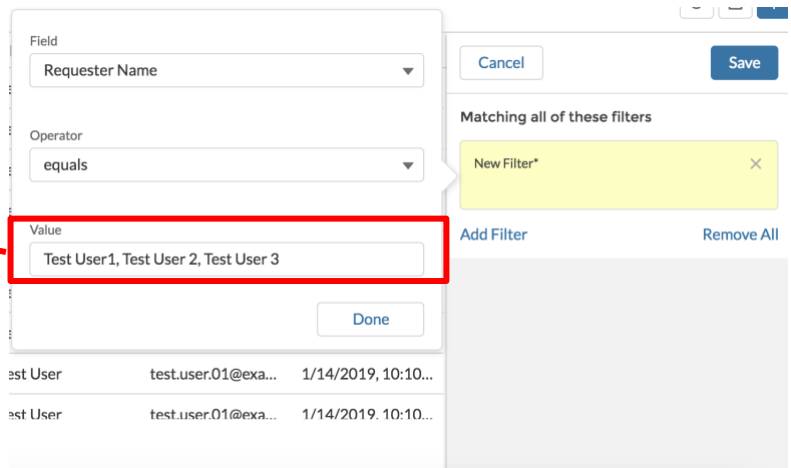 Field
Requester Name
Operator
equals
Value
Test User1, Test User 2, Test User 3
Done
Cancel
Save
Matching all of these filters
New Filter*
Add Filter
Remove All
est User test.user.01@exa... 1/14/2019, 10:10...
est User test.user.01@exa... 1/14/2019, 10:10...